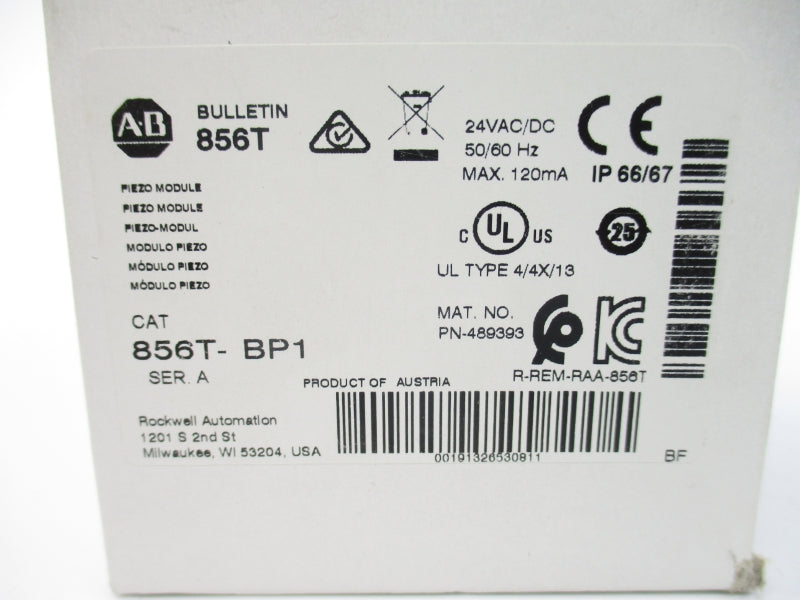 AB
BULLETIN
856T
24VAC/DC
50/60 Hz
MAX. 120mA
CE
IP 66/67
PIEZO MODULE
PIEZO MODULE
PIEZO-MODUL
MODULO PIEZO
MÓDULO PIEZO
MÓDULO PIEZO
C UL US
25
UL TYPE 4/4X/13
CAT
856T- BP1
SER. A
MAT. NO.
PN-489393
KC
R-REM-RAA-856T
PRODUCT OF AUSTRIA
Rockwell Automation
1201 S 2nd St
Milwaukee, WI 53204, USA
00191326530811
BF